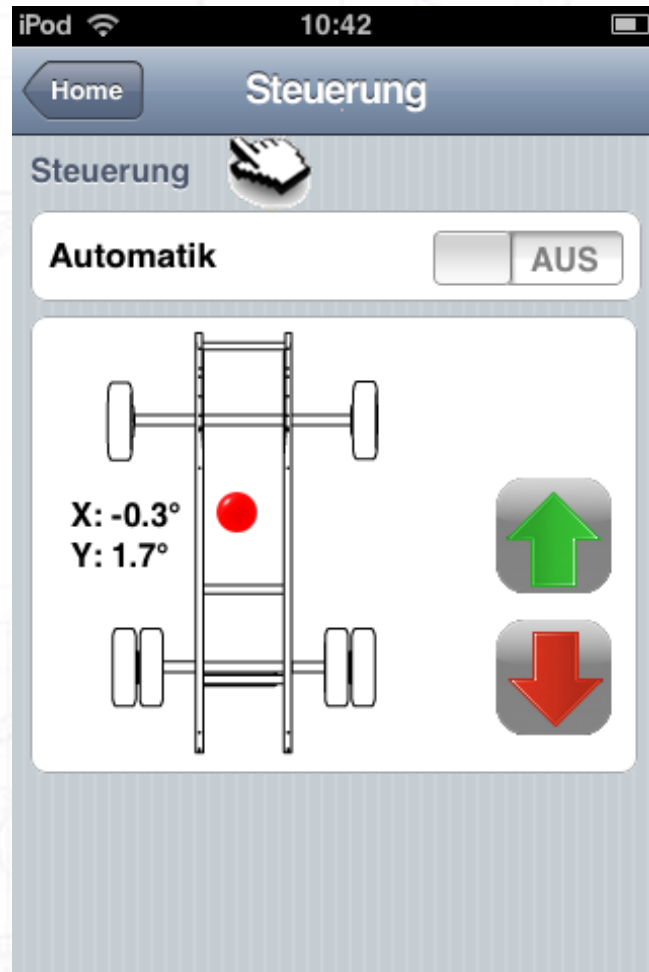 iPod 10:42
Home Steuerung
Steuerung
Automatik AUS
X: -0.3°
Y: 1.7°